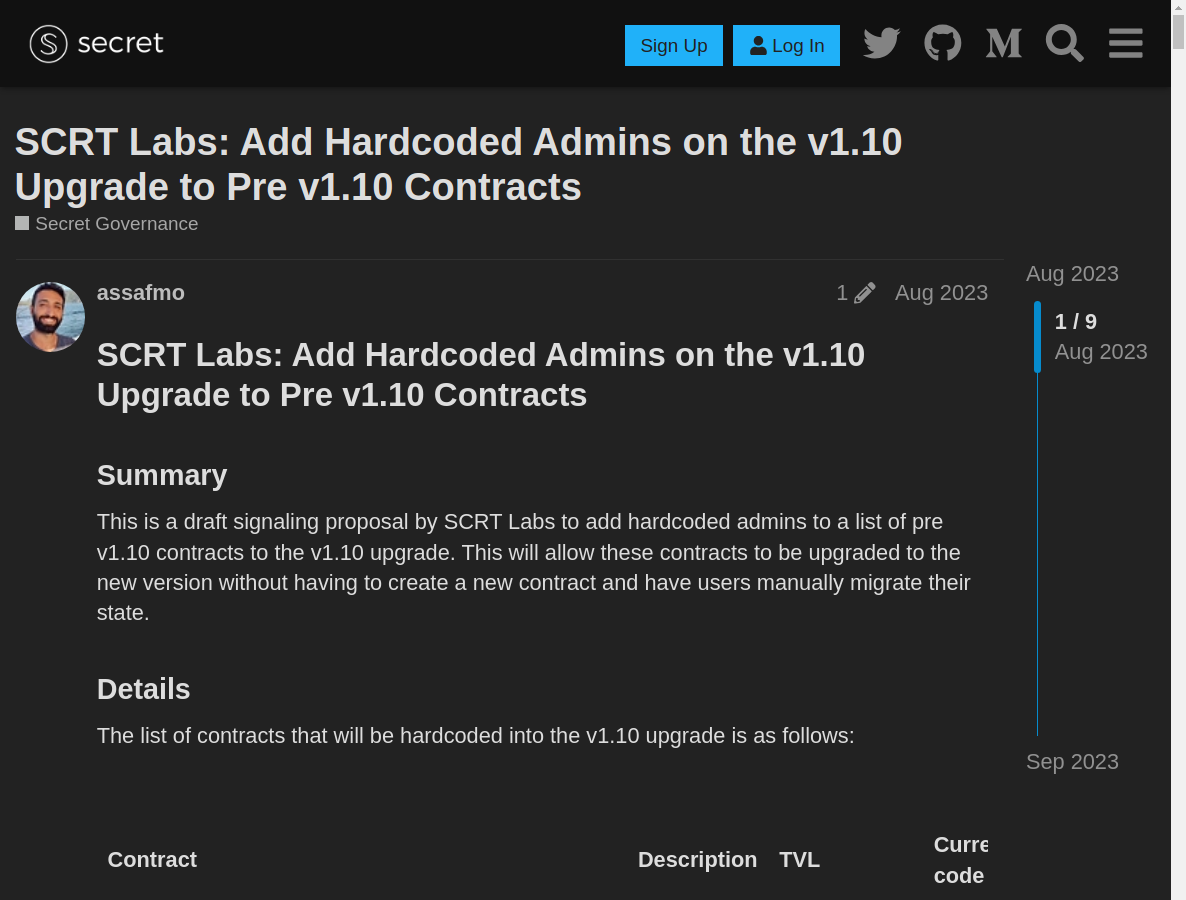 secret
Sign Up
Log In
SCRT Labs: Add Hardcoded Admins on the v1.10
Upgrade to Pre v1.10 Contracts
Secret Governance
assafmo
1
Aug 2023
Aug 2023
1 / 9
Aug 2023
SCRT Labs: Add Hardcoded Admins on the v1.10
Upgrade to Pre v1.10 Contracts
Summary
This is a draft signaling proposal by SCRT Labs to add hardcoded admins to a list of pre
v1.10 contracts to the v1.10 upgrade. This will allow these contracts to be upgraded to the
new version without having to create a new contract and have users manually migrate their
state.
Details
The list of contracts that will be hardcoded into the v1.10 upgrade is as follows:
Sep 2023
Contract
Description
TVL
code